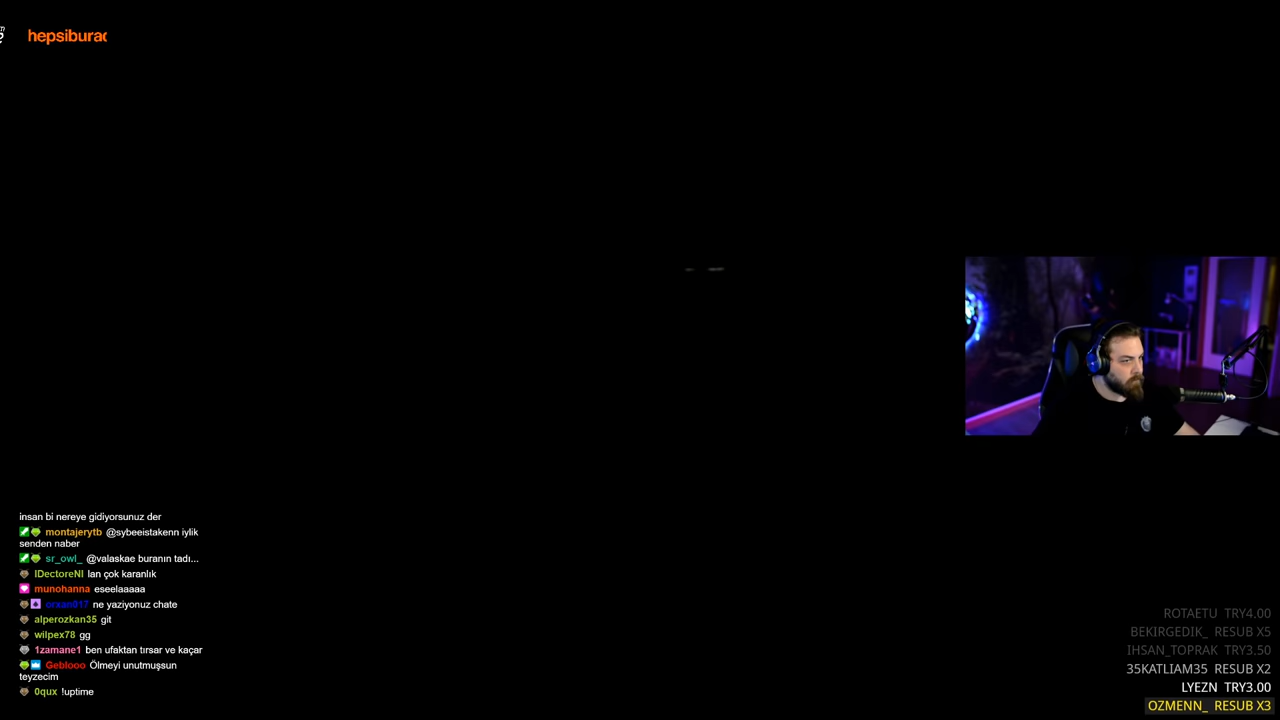 hepsiburad
insan bi nereye gidiyorsunuz der
montajerytb @sybeeistakenn iylik
senden naber
sr_owl_ @valaskae buranın tadı...
IDectoreNI lan çok karanlık
munohanna eseelaaaaa
orxan017 ne yaziyonuz chate
alperozkan35 git
wilpex78 gg
1zamane1 ben ufaktan tırsar ve kaçar
Geblooo Ölmeyi unutmuşsun
teyzecim
0qux !uptime
ROTAETU TRY4.00
BEKIRGEDIK_ RESUB X5
IHSAN_TOPRAK TRY3.50
35KATLIAM35 RESUB X2
LYEZN TRY3.00
OZMENN_ RESUB X3